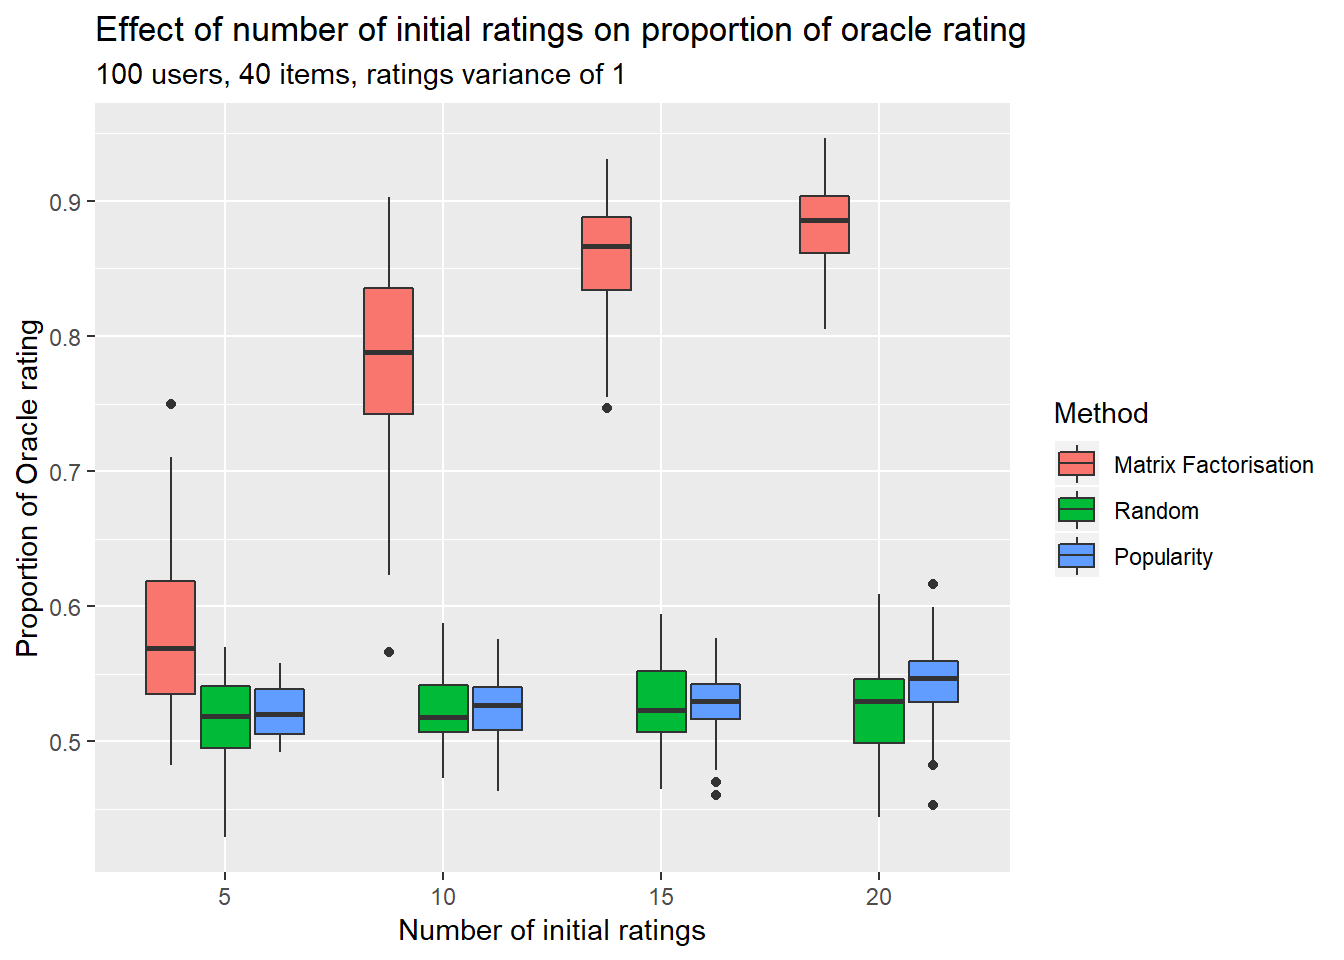 Effect of number of initial ratings on proportion of oracle rating
100 users, 40 items, ratings variance of 1
Proportion of Oracle rating
0.9
0.8
0.7
0.6
0.5
5 10 15 20
Number of initial ratings
Method
Matrix Factorisation
Random
Popularity